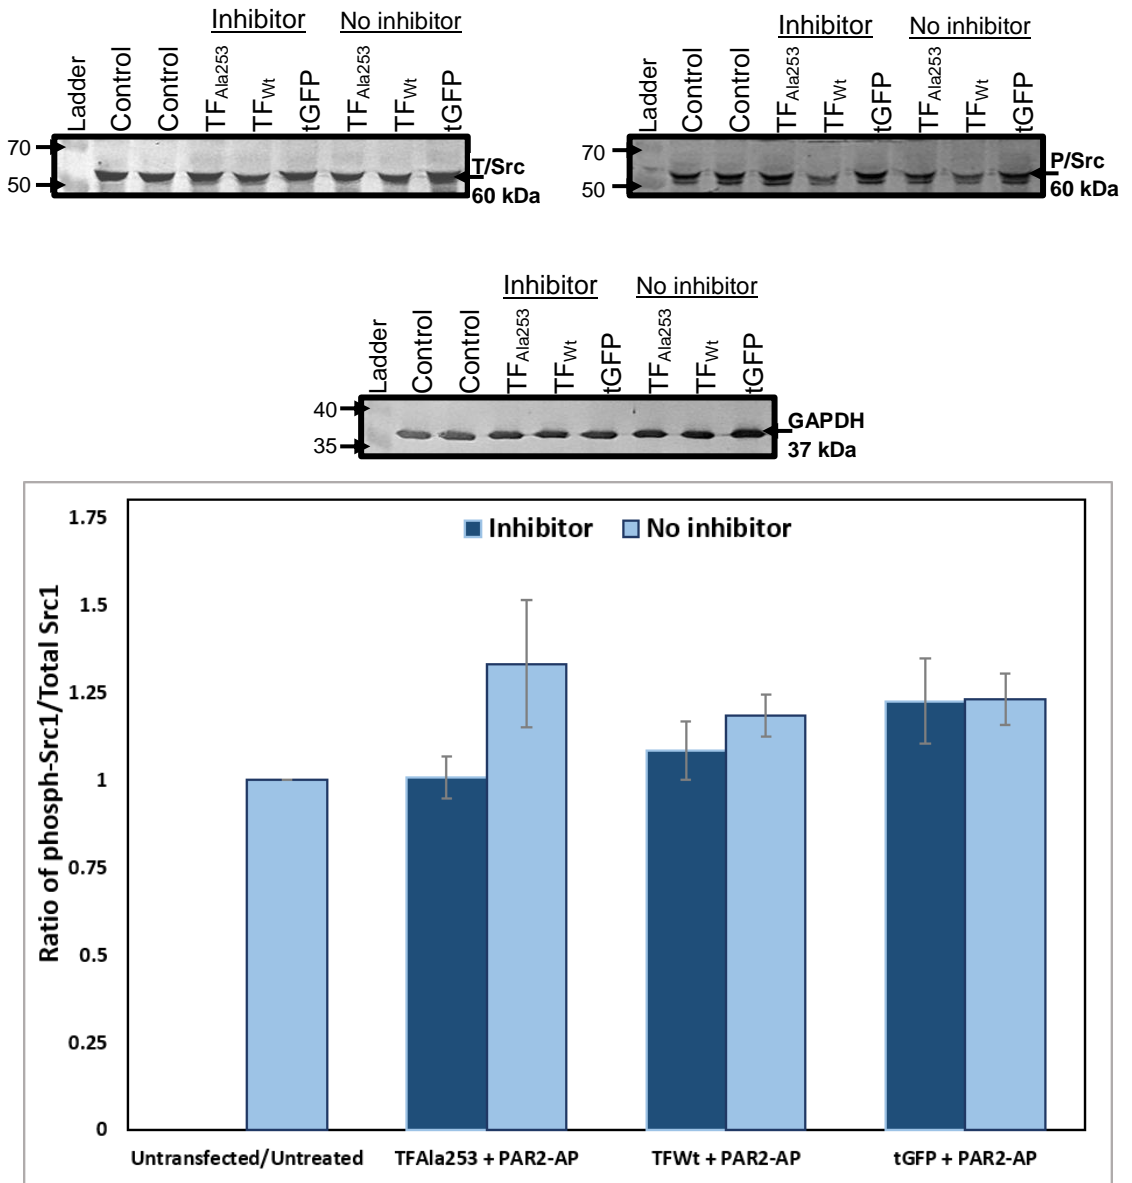 Inhibitor No inhibitor
Ladder Control Control TFAla253 TFWt tGFP TFAla253 TFWt tGFP
70
50
T/Src
60 kDa
Inhibitor No inhibitor
Ladder Control Control TFAla253 TFWt tGFP TFAla253 TFWt tGFP
70
50
P/Src
60 kDa
Inhibitor No inhibitor
Ladder Control Control TFAla253 TFWt tGFP TFAla253 TFWt tGFP
40
35
GAPDH
37 kDa
Inhibitor No inhibitor
Ratio of phosph-Src1/Total Src1
1.75
1.5
1.25
1
0.75
0.5
0.25
0
Untransfected/Untreated TFAla253 + PAR2-AP TFWt + PAR2-AP tGFP + PAR2-AP